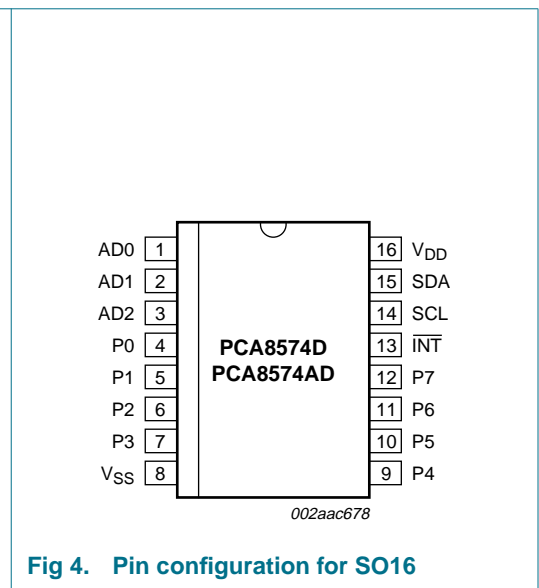 AD0 1 16 VDD
AD1 2 15 SDA
AD2 3 14 SCL
P0 4 13 INT
P1 5 12 P7
P2 6 11 P6
P3 7 10 P5
VSS 8 9 P4
PCA8574D
PCA8574AD
002aac678
Fig 4. Pin configuration for SO16